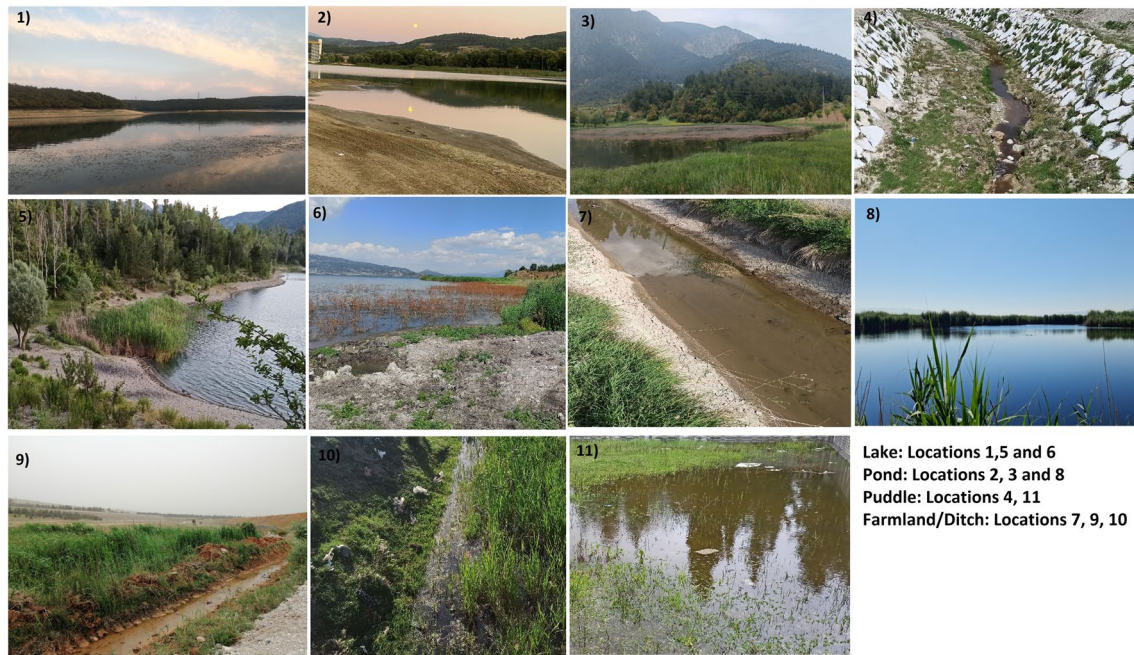 1)
2)
3)
4)
5)
6)
7)
8)
9)
10)
11)
Lake: Locations 1,5 and 6
Pond: Locations 2, 3 and 8
Puddle: Locations 4, 11
Farmland/Ditch: Locations 7, 9, 10